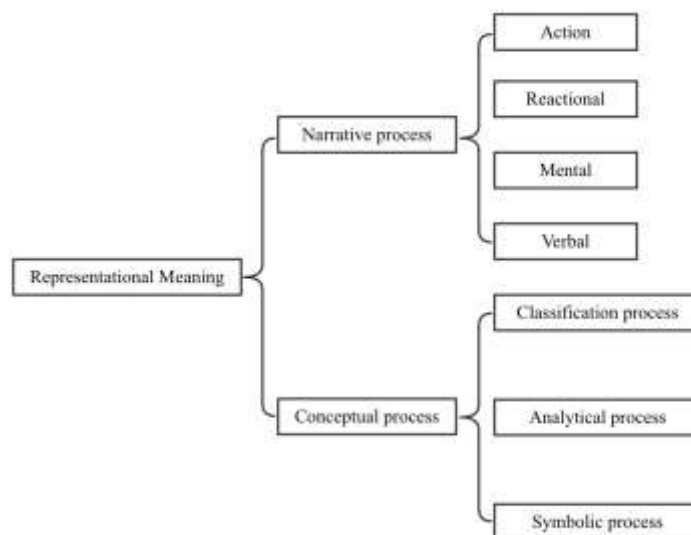 Action
Reactional
Narrative process
Mental
Verbal
Representational Meaning
Classification process
Conceptual process
Analytical process
Symbolic process